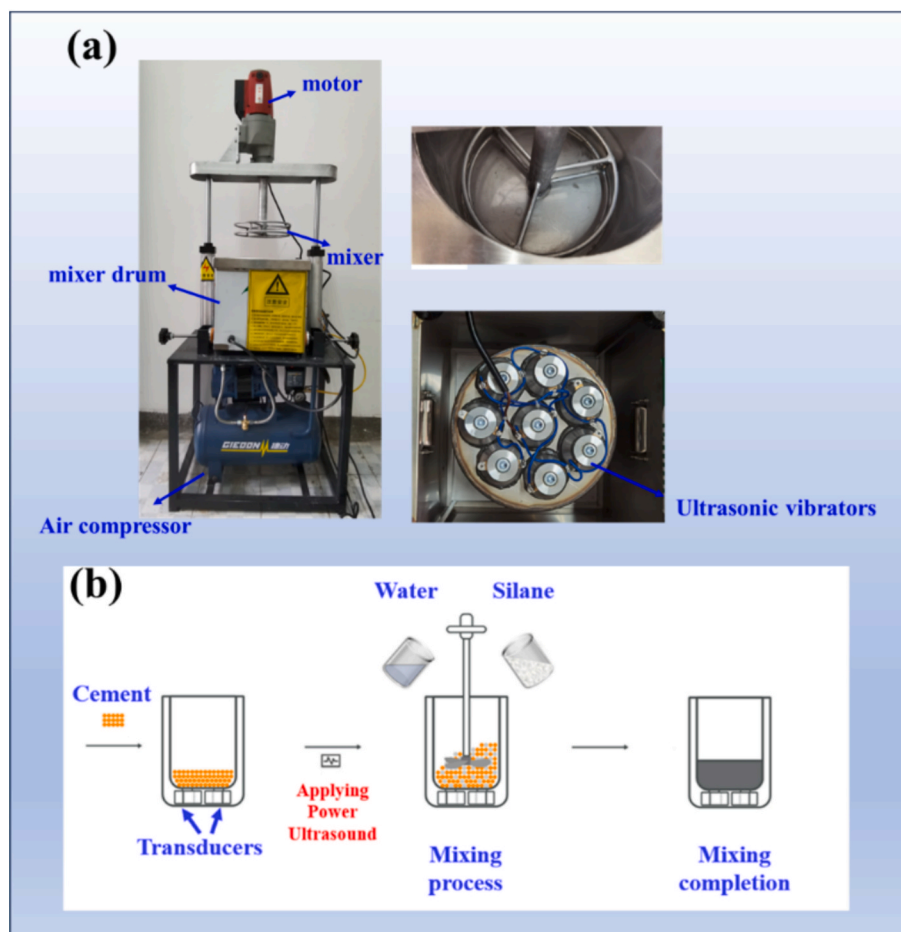 (a)
motor
mixer
mixer drum
GIEDON
Air compressor
Ultrasonic vibrators
(b)
Water
Silane
Cement
Applying
Power
Ultrasound
Transducers
Mixing
process
Mixing
completion